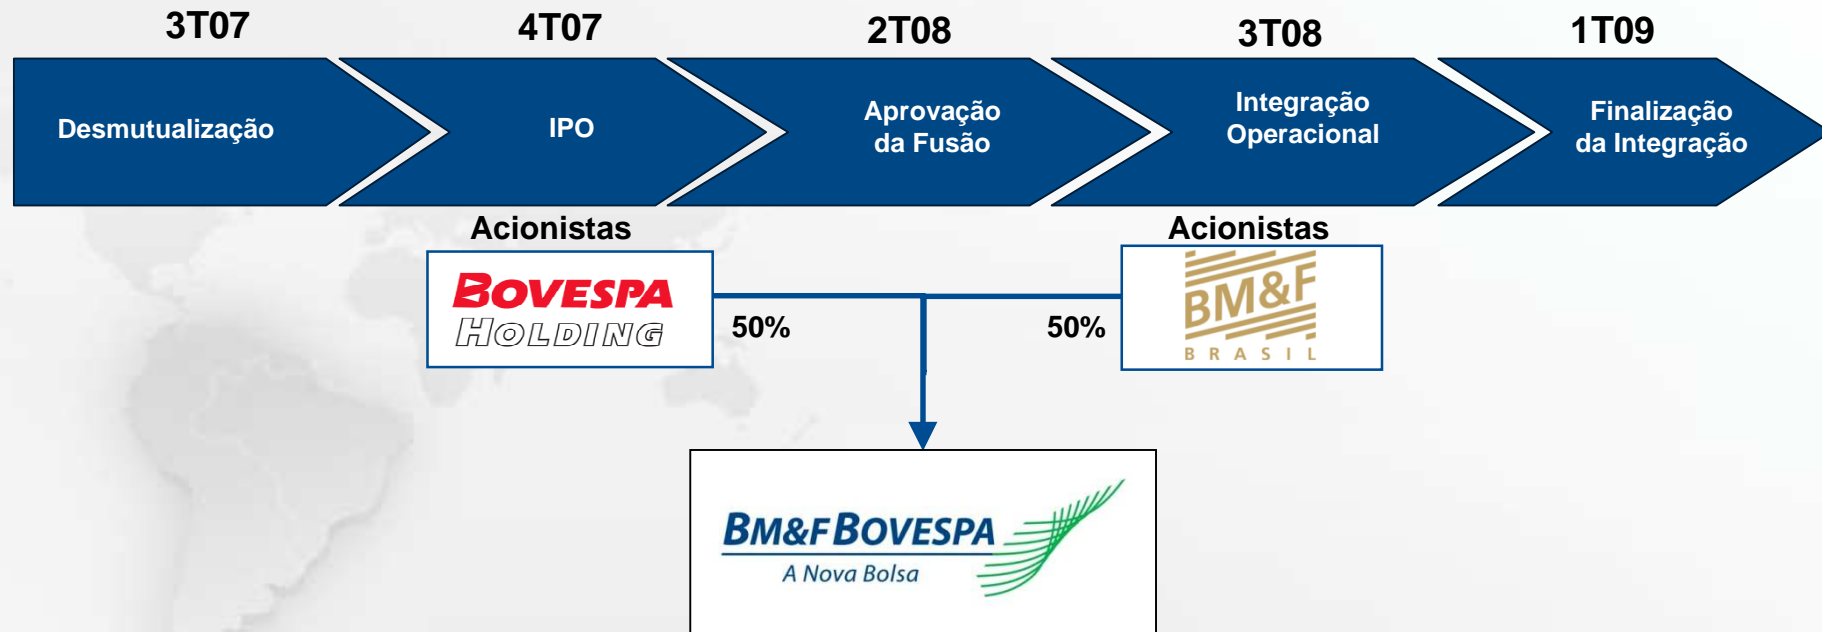 3T07
4T07
2T08
3T08
1T09
Desmutualização
IPO
Aprovação
da Fusão
Integração
Operacional
Finalização
da Integração
Acionistas
Acionistas
BOVESPA
HOLDING
50%
50%
BM&F
BRASIL
BM&FBOVESPA
A Nova Bolsa